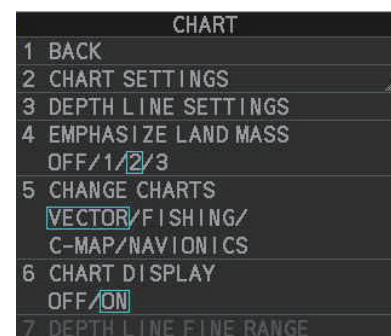 CHART
1 BACK
2 CHART SETTINGS
3 DEPTH LINE SETTINGS
4 EMPHASIZE LAND MASS
OFF/1/2/3
5 CHANGE CHARTS
VECTOR/FISHING/
C-MAP/NAVIONICS
6 CHART DISPLAY
OFF/ON
7 DEPTH LINE FINE RANGE